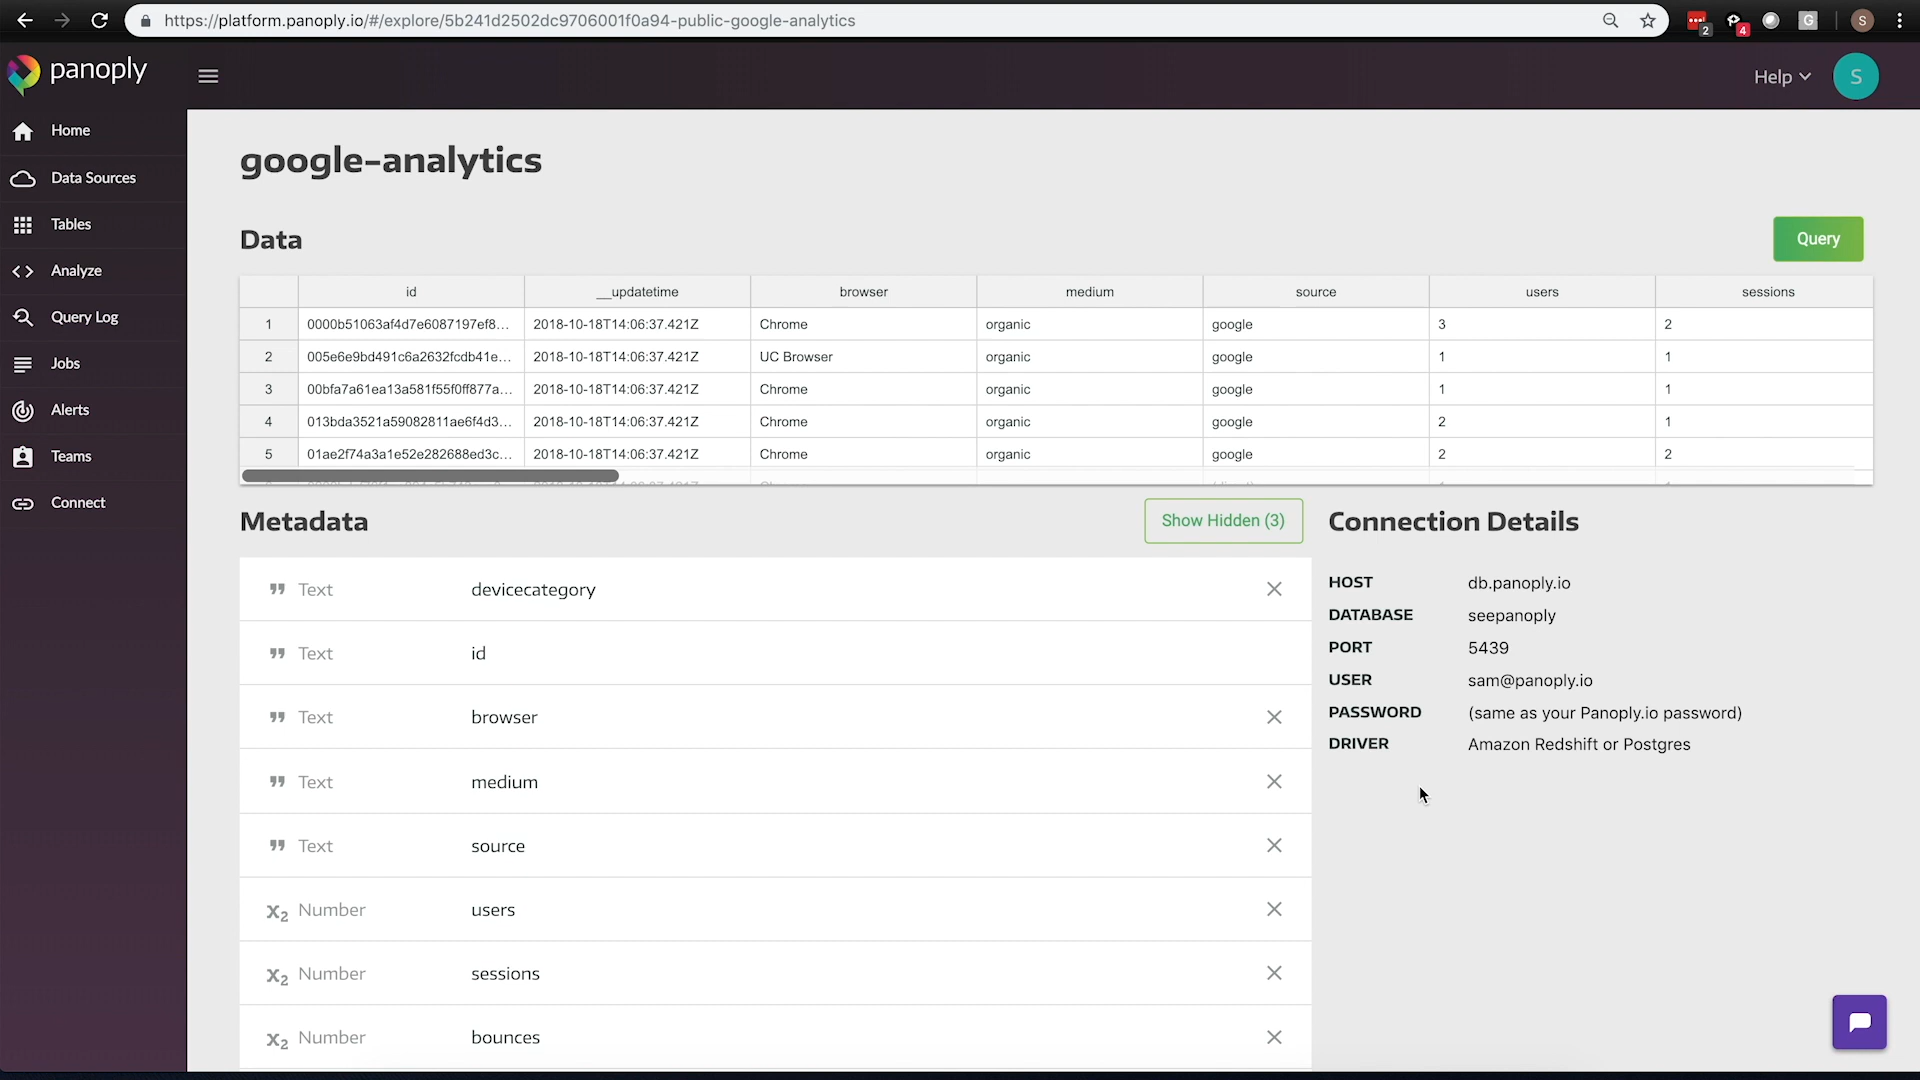 https://platform.panoply.io/#/explore/5b241d2502dc9706001f0a94-public-google-analytics
2
4
G
S
panoply
Help
S
Home
Data Sources
Tables
Analyze
Query Log
Jobs
Alerts
Teams
Connect
google-analytics
Data
Query
id __updatetime browser medium source users sessions
1 0000b51063af4d7e6087197ef8... 2018-10-18T14:06:37.421Z Chrome organic google 3 2
2 005e6e9bd491c6a2632fcdb41e... 2018-10-18T14:06:37.421Z UC Browser organic google 1 1
3 00bfa7a61ea13a581f55f0ff877a... 2018-10-18T14:06:37.421Z Chrome organic google 1 1
4 013bda3521a59082811ae6f4d3... 2018-10-18T14:06:37.421Z Chrome organic google 2 1
5 01ae2f74a3a1e52e282688ed3c... 2018-10-18T14:06:37.421Z Chrome organic google 2 2
Metadata
Show Hidden (3)
Text devicecategory
Text id
Text browser
Text medium
Text source
x2 Number users
x2 Number sessions
x2 Number bounces
Connection Details
HOST db.panoply.io
DATABASE seepanoply
PORT 5439
USER sam@panoply.io
PASSWORD (same as your Panoply.io password)
DRIVER Amazon Redshift or Postgres